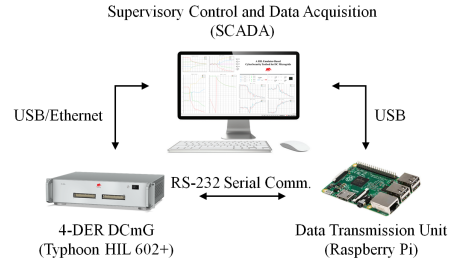 Supervisory Control and Data Acquisition
(SCADA)
USB/Ethernet
USB
RS-232 Serial Comm.
4-DER DCmG
(Typhoon HIL 602+)
Data Transmission Unit
(Raspberry Pi)